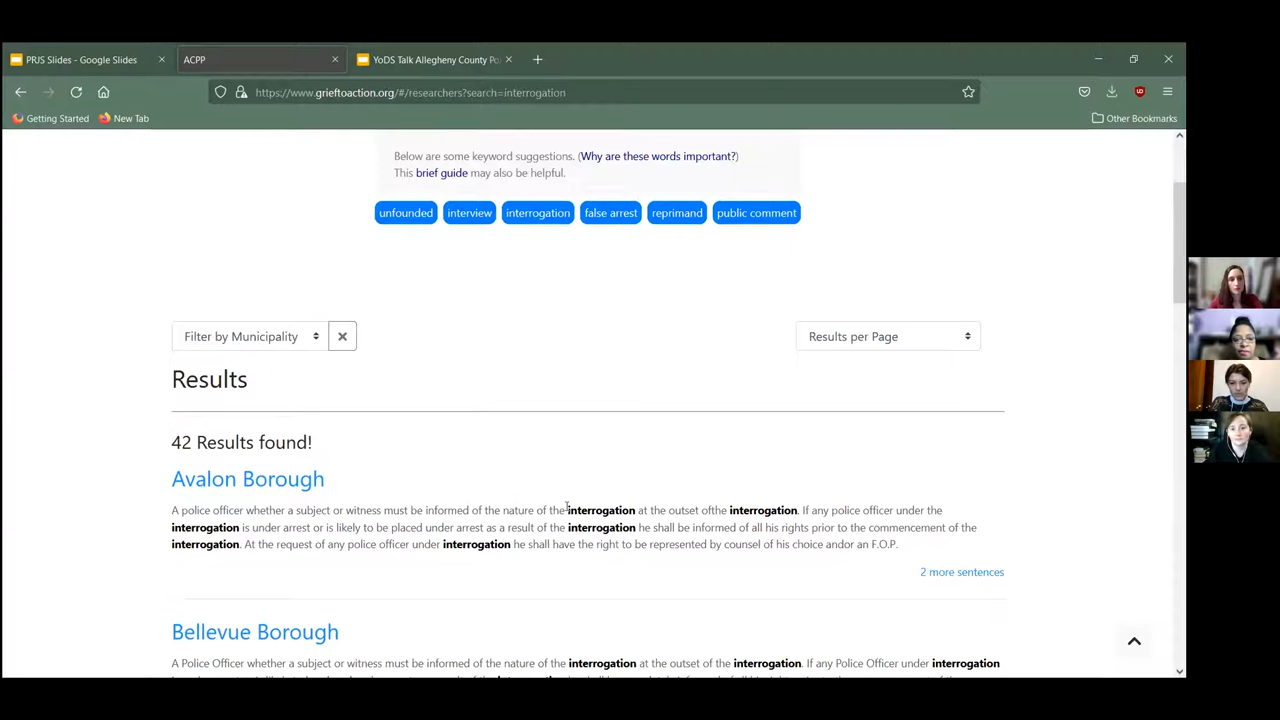 PRJS Slides - Google Slides
ACPP
YoDS Talk Allegheny County Po
https://www.grieftoaction.org/#/researchers?search=interrogation
Getting Started
New Tab
Other Bookmarks
Below are some keyword suggestions. (Why are these words important?)
This brief guide may also be helpful.
unfounded
interview
interrogation
false arrest
reprimand
public comment
Filter by Municipality
Results per Page
Results
42 Results found!
Avalon Borough
A police officer whether a subject or witness must be informed of the nature of the interrogation at the outset ofthe interrogation. If any police officer under the
interrogation is under arrest or is likely to be placed under arrest as a result of the interrogation he shall be informed of all his rights prior to the commencement of the
interrogation. At the request of any police officer under interrogation he shall have the right to be represented by counsel of his choice andor an F.O.P.
2 more sentences
Bellevue Borough
A Police Officer whether a subject or witness must be informed of the nature of the interrogation at the outset of the interrogation. If any Police Officer under interrogation